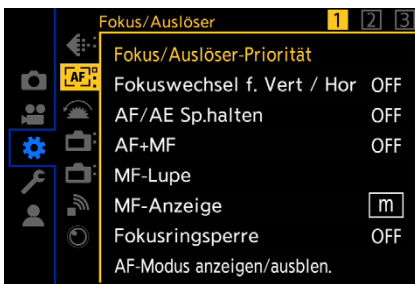 Fokus/Auslöser 1 2 3
Fokus/Auslöser-Priorität
AF
Fokuswechsel f. Vert / Hor OFF
AF/AE Sp.halten OFF
AF+MF OFF
MF-Lupe
MF-Anzeige m
Fokusringsperre OFF
AF-Modus anzeigen/ausblen.